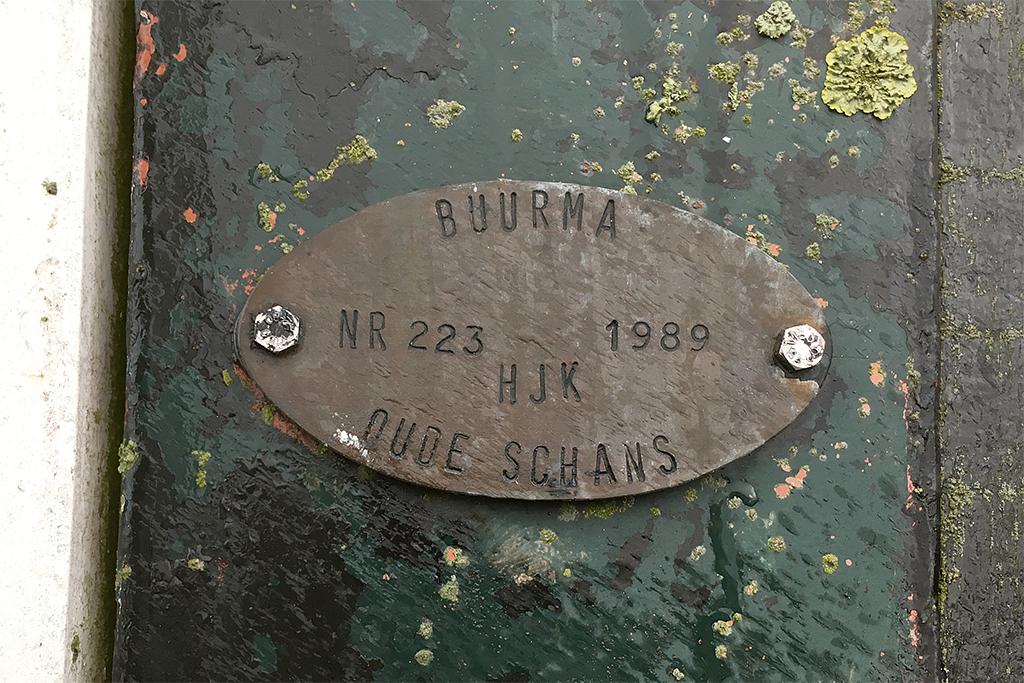 BUURMA
NR 223 1989
HJK
OUDE SCHANS